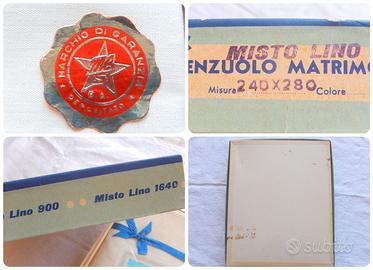 MARCHIO DI GARANZIA
DEPOSITATO
MISTO LINO
ENZUOLO MATRIMO
Misura 240X280 Colore
Lino 900 Misto Lino 1640
subito